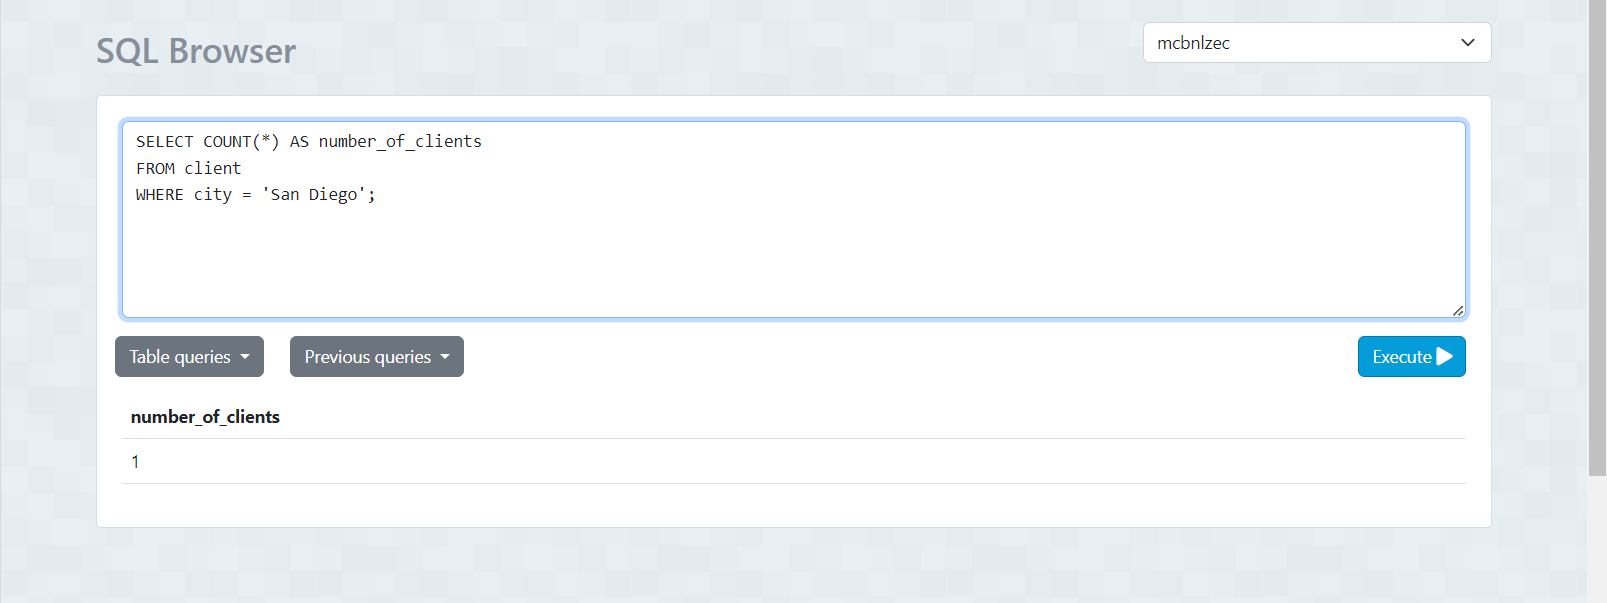 SQL Browser
mcbnlzec
SELECT COUNT(*) AS number_of_clients
FROM client
WHERE city = 'San Diego';
Table queries
Previous queries
Execute
number_of_clients
1